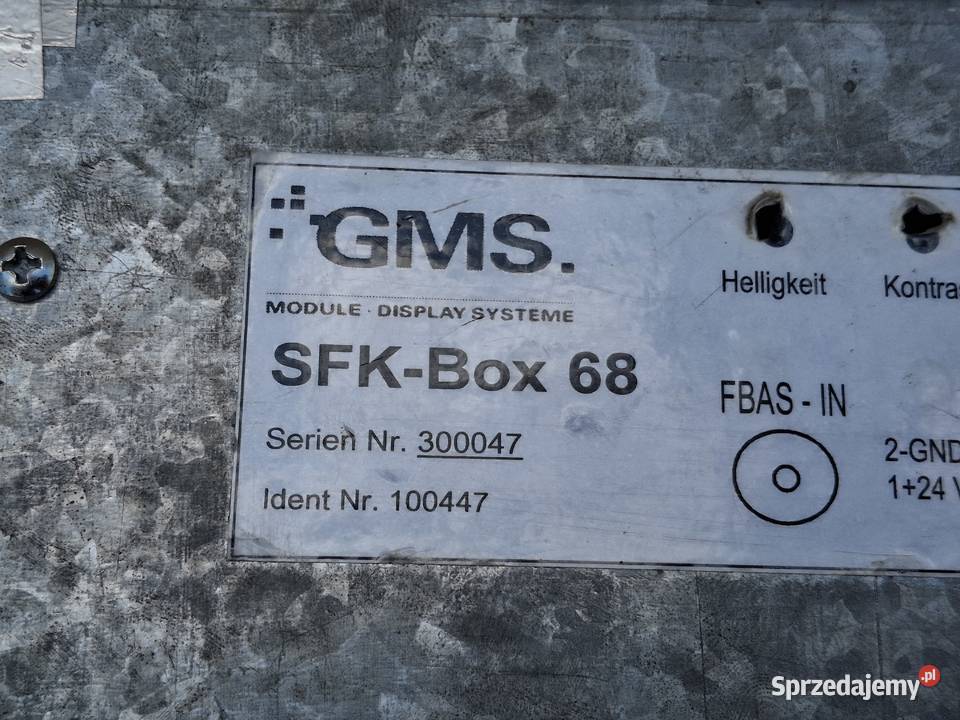 GMS.
MODULE · DISPLAY SYSTEME
SFK-Box 68
Serien Nr. 300047
Ident Nr. 100447
Helligkeit
FBAS - IN
2-GND
1+24 V
Sprzedajemy.pl